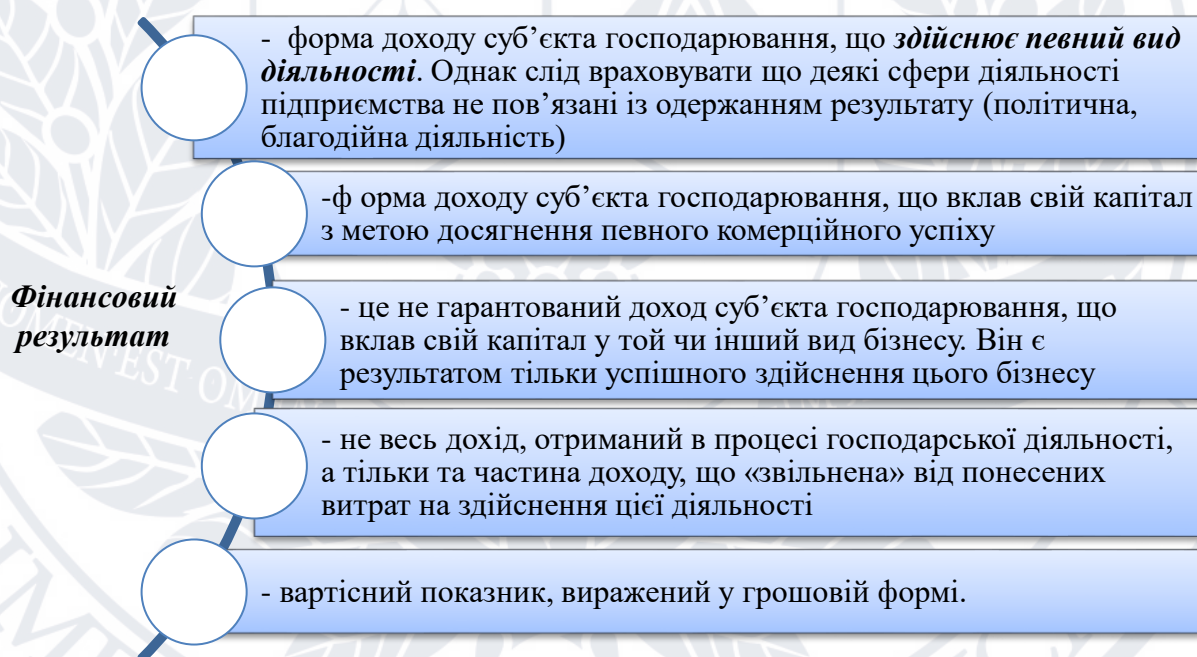 - форма доходу суб’єкта господарювання, що здійснює певний вид
діяльності. Однак слід враховувати що деякі сфери діяльності
підприємства не пов’язані із одержанням результату (політична,
благодійна діяльність)
-ф орма доходу суб’єкта господарювання, що вклав свій капітал
з метою досягнення певного комерційного успіху
Фінансовий
результат
- це не гарантований доход суб’єкта господарювання, що
вклав свій капітал у той чи інший вид бізнесу. Він є
результатом тільки успішного здійснення цього бізнесу
- не весь дохід, отриманий в процесі господарської діяльності,
а тільки та частина доходу, що «звільнена» від понесених
витрат на здійснення цієї діяльності
- вартісний показник, виражений у грошовій формі.